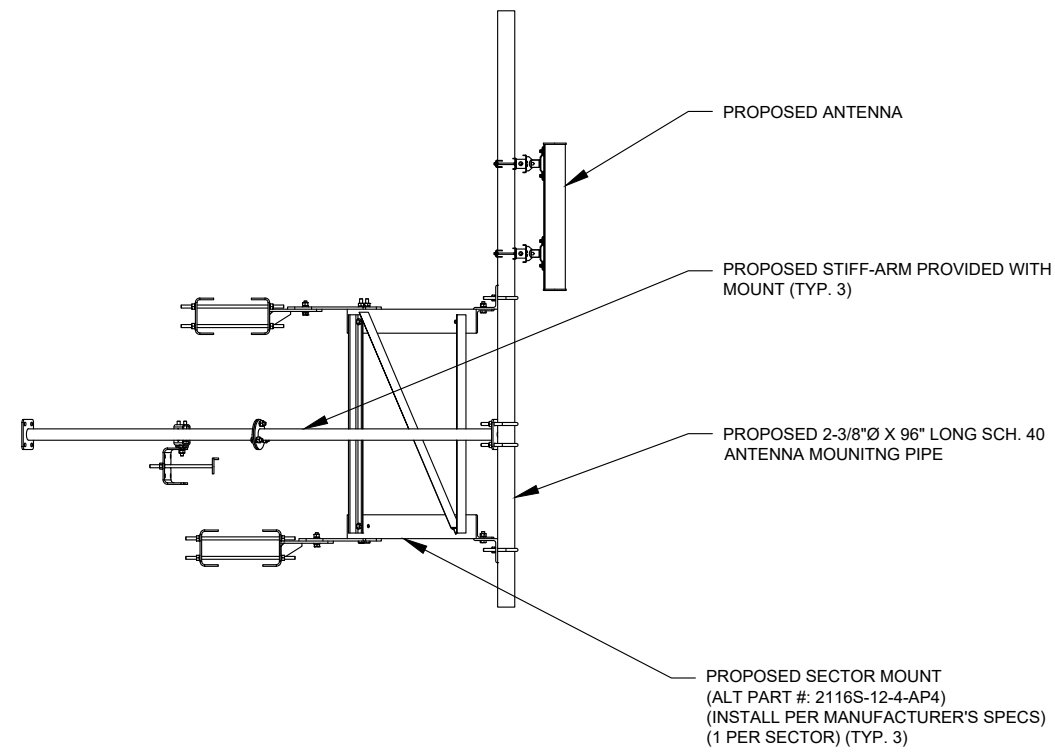 PROPOSED ANTENNA
PROPOSED STIFF-ARM PROVIDED WITH
MOUNT (TYP. 3)
PROPOSED 2-3/8"Ø X 96" LONG SCH. 40
ANTENNA MOUNITNG PIPE
PROPOSED SECTOR MOUNT
(ALT PART #: 2116S-12-4-AP4)
(INSTALL PER MANUFACTURER'S SPECS)
(1 PER SECTOR) (TYP. 3)